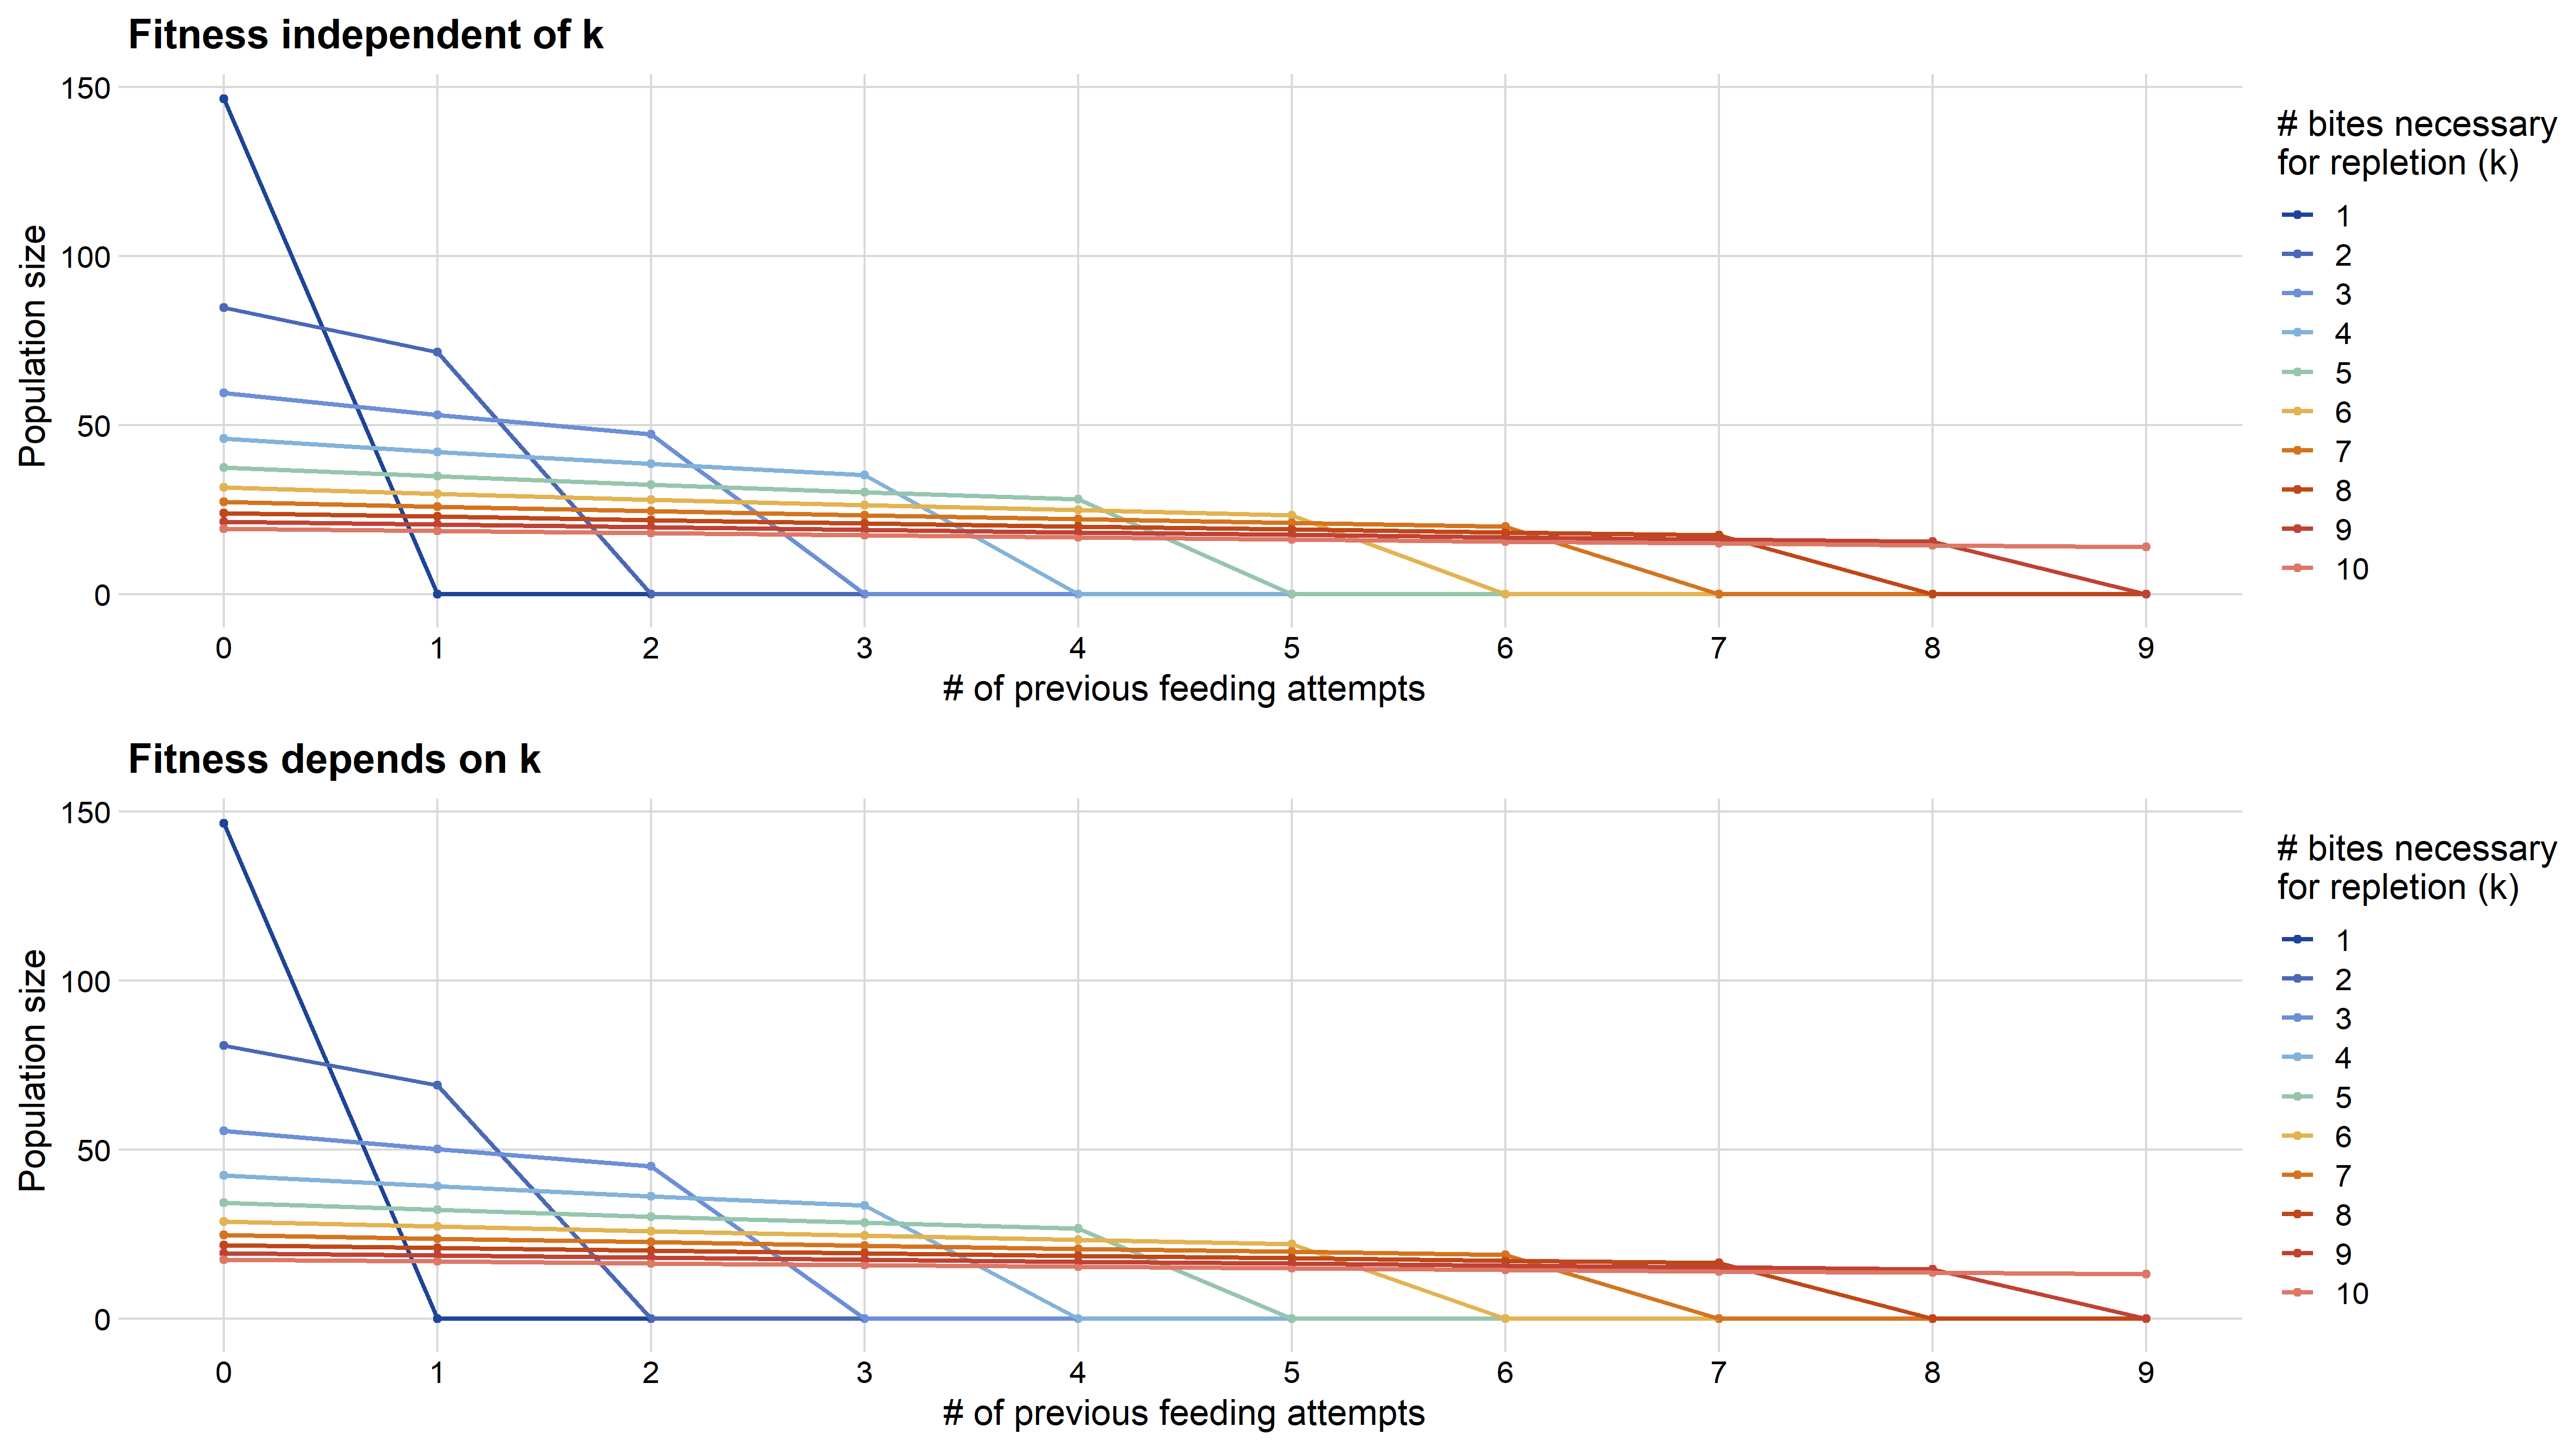 Fitness independent of k
150
100
50
0
Population size
0 1 2 3 4 5 6 7 8 9
# of previous feeding attempts
# bites necessary
for repletion (k)
1
2
3
4
5
6
7
8
9
10
Fitness depends on k
150
100
50
0
Population size
0 1 2 3 4 5 6 7 8 9
# of previous feeding attempts
# bites necessary
for repletion (k)
1
2
3
4
5
6
7
8
9
10